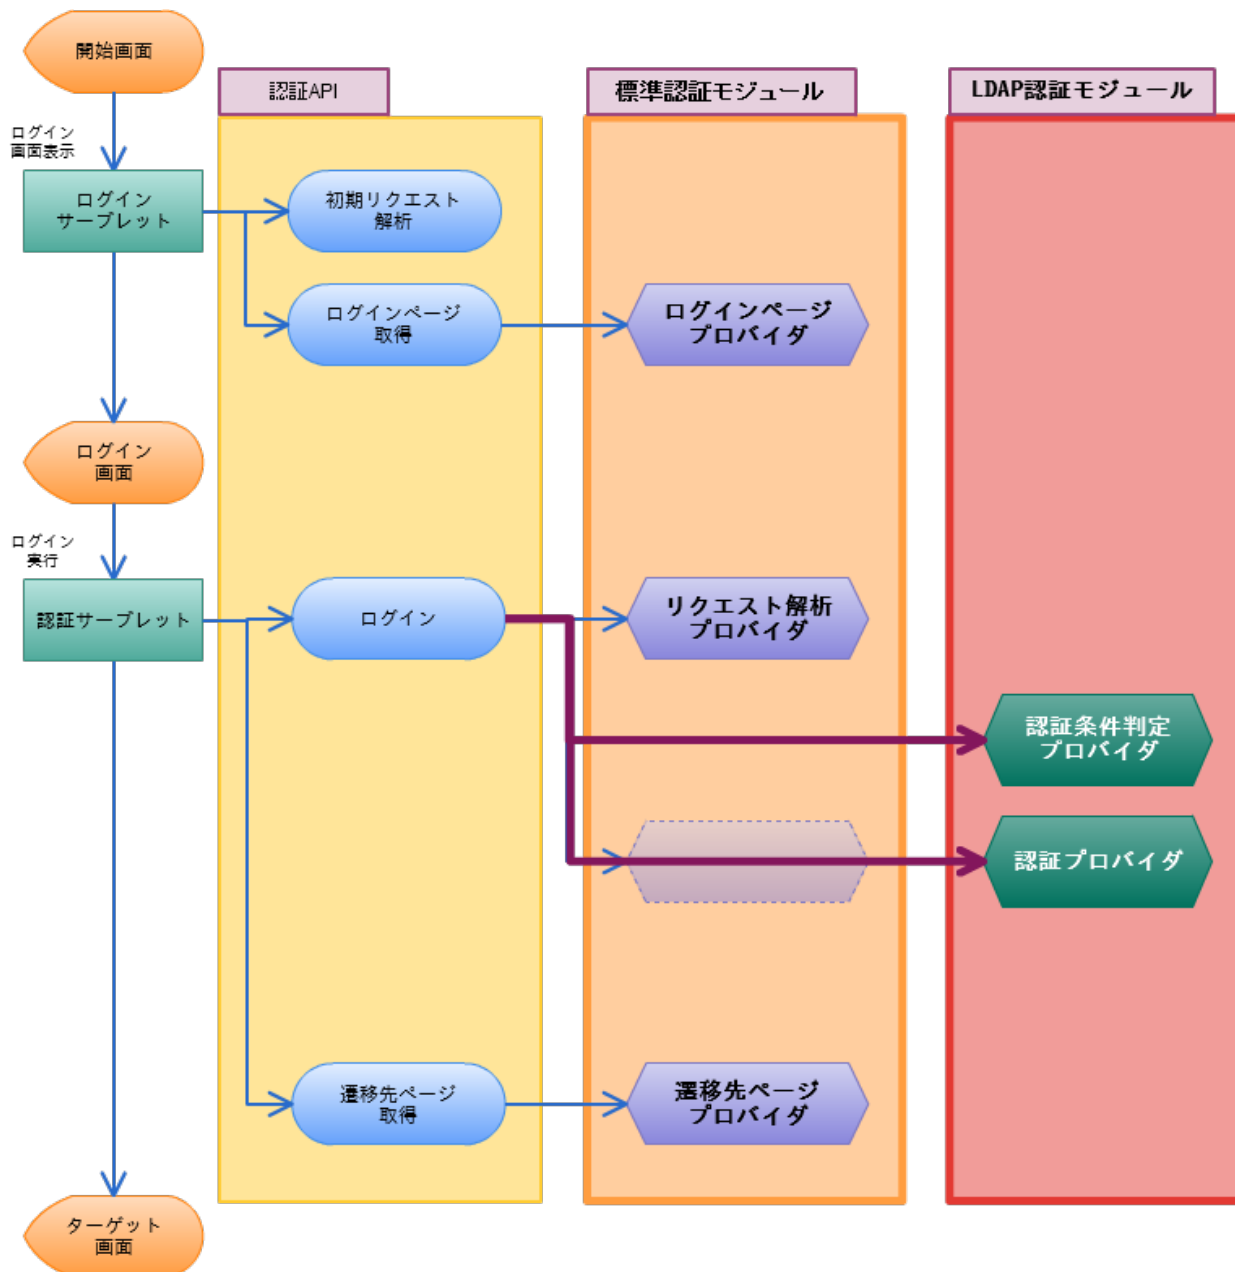 開始画面
認証API
標準認証モジュール
LDAP認証モジュール
ログイン
画面表示
ログイン
サーブレット
初期リクエスト
解析
ログインページ
取得
ログインページ
プロバイダ
ログイン
画面
ログイン
実行
認証サーブレット
ログイン
リクエスト解析
プロバイダ
認証条件判定
プロバイダ
認証プロバイダ
遷移先ページ
取得
遷移先ページ
プロバイダ
ターゲット
画面